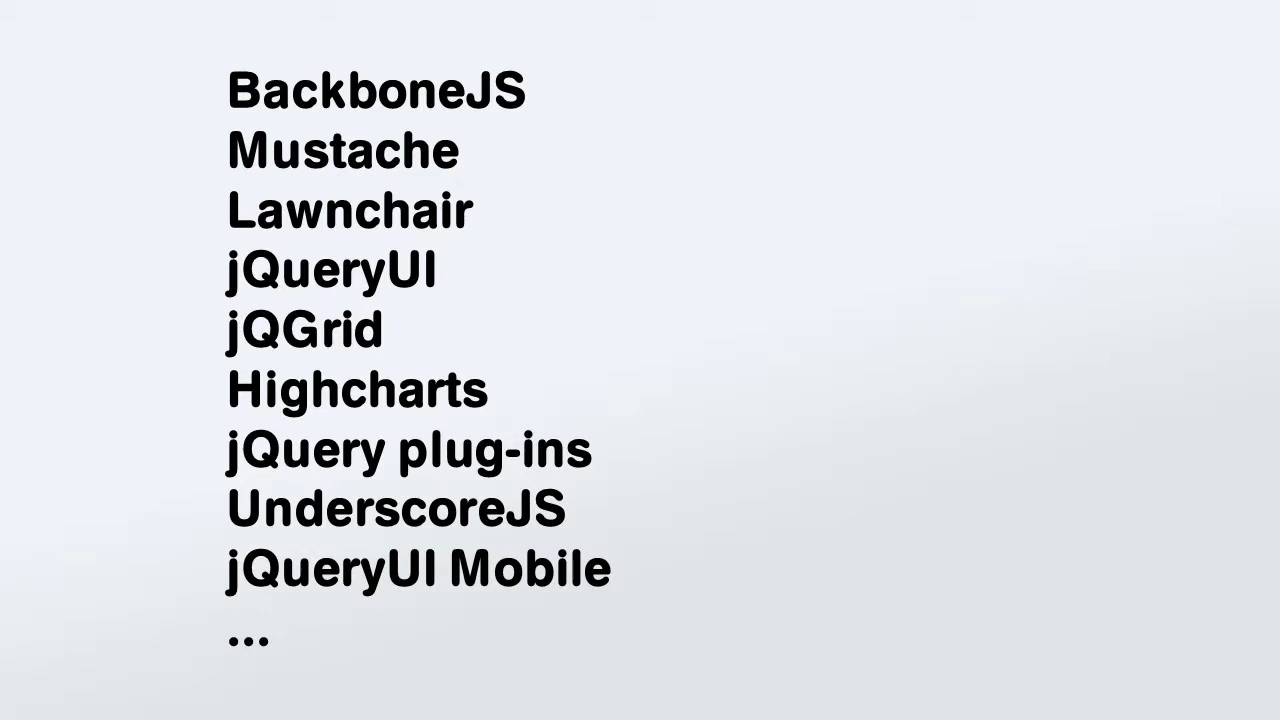 BackboneJS
Mustache
Lawnchair
jQueryUI
jQGrid
Highcharts
jQuery plug-ins
UnderscoreJS
jQueryUI Mobile
...